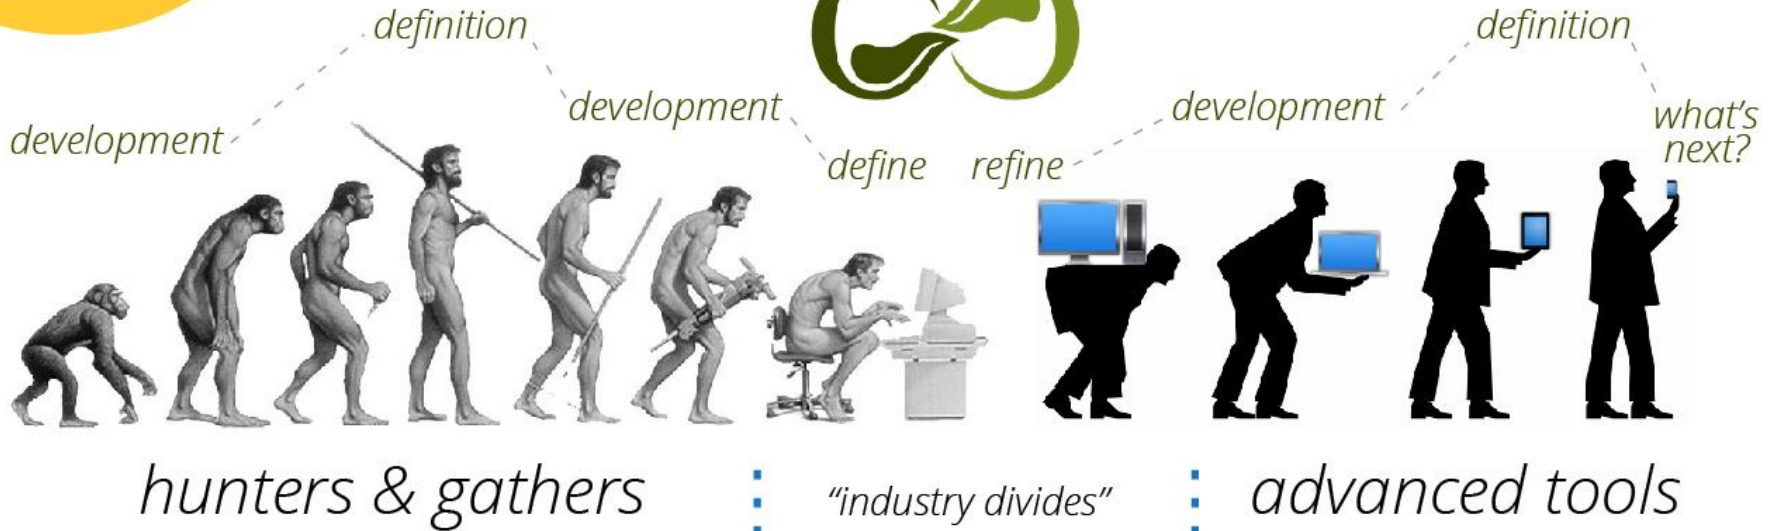 definition
definition
development
development
what's
next?
development
define
refine
hunters & gathers
“industry divides”
advanced tools